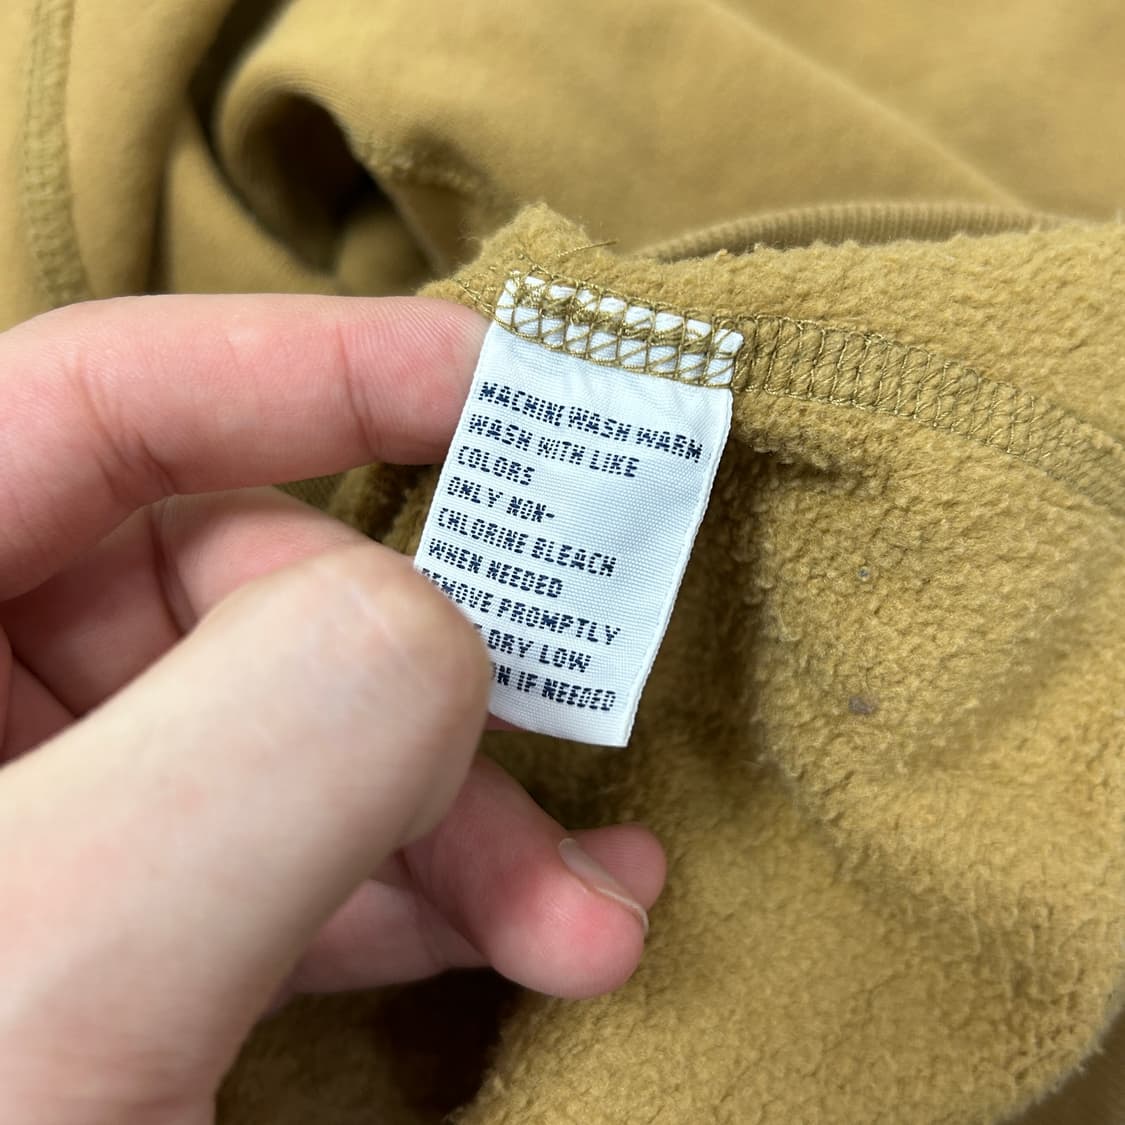 MACHINE WASH WARM
WASH WITH LIKE
COLORS
ONLY NON-
CHLORINE BLEACH
WHEN NEEDED
REMOVE PROMPTLY
DRY LOW
IF NEEDED